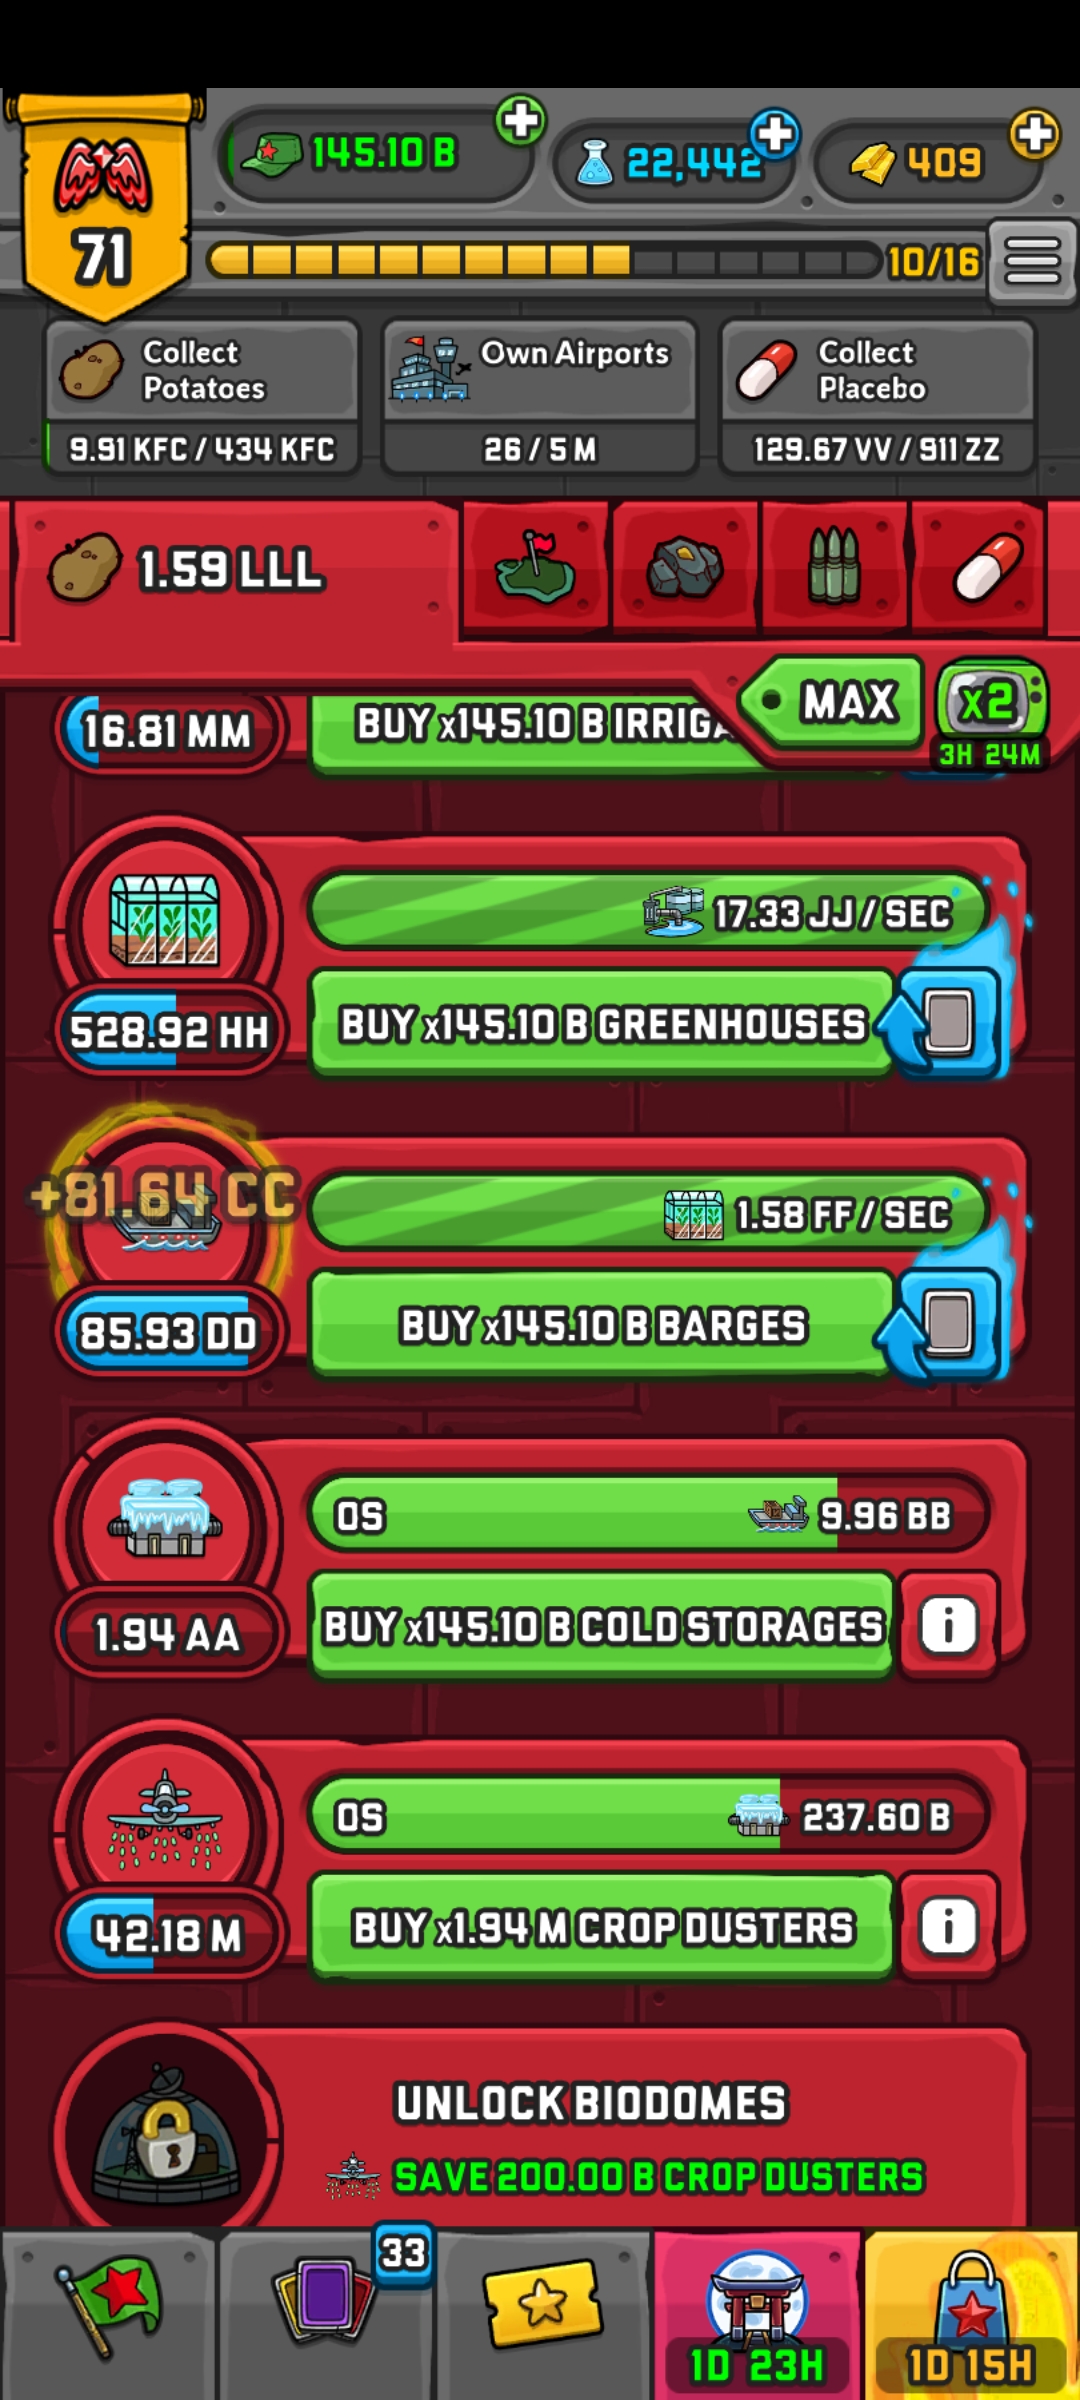 71
145.10 B
22,442
409
10/16
Collect
Potatoes
9.91 KFC / 434 KFC
Own Airports
26 / 5 M
Collect
Placebo
129.67 VV / 911 ZZ
1.59 LLL
MAX
x2
3H 24M
16.81 MM
BUY x145.10 B IRRIGA
17.33 JJ / SEC
528.92 HH
BUY x145.10 B GREENHOUSES
+81.64 CC
1.58 FF / SEC
85.93 DD
BUY x145.10 B BARGES
0S
9.96 BB
1.94 AA
BUY x145.10 B COLD STORAGES
i
0S
237.60 B
42.18 M
BUY x1.94 M CROP DUSTERS
i
UNLOCK BIODOMES
SAVE 200.00 B CROP DUSTERS
33
1D 23H
1D 15H